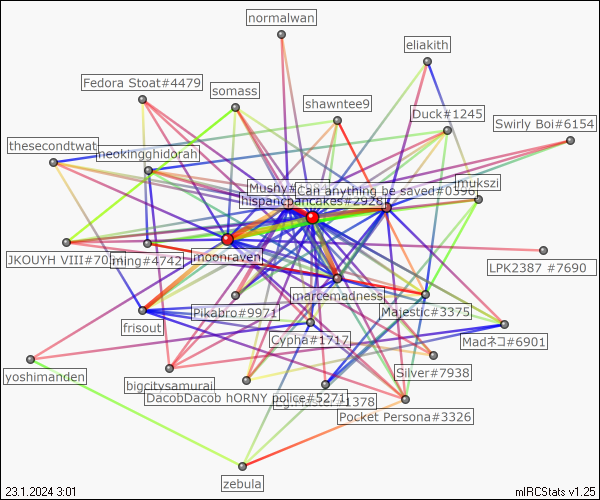 normalwan
eliakith
Fedora Stoat#4479
somass
shawntee9
Duck#1245
Swirly Boi#6154
thesecondtwat
neokingghidorah
Mushy#
Can anything be saved#0398
mukszi
hispancpancakes#2926
JKOUYH VIII#70
ming#4742
moonraven
LPK2387 #7690
marcemadness
Pikabro#9971
Majestic#3375
frisout
Cypha#1717
Madネコ#6901
yoshimanden
bigcitysamurai
Silver#7938
DacobDacob hORNY police#5271
#1378
Pocket Persona#3326
zebula
23.1.2024 3:01
mIRCStats v1.25